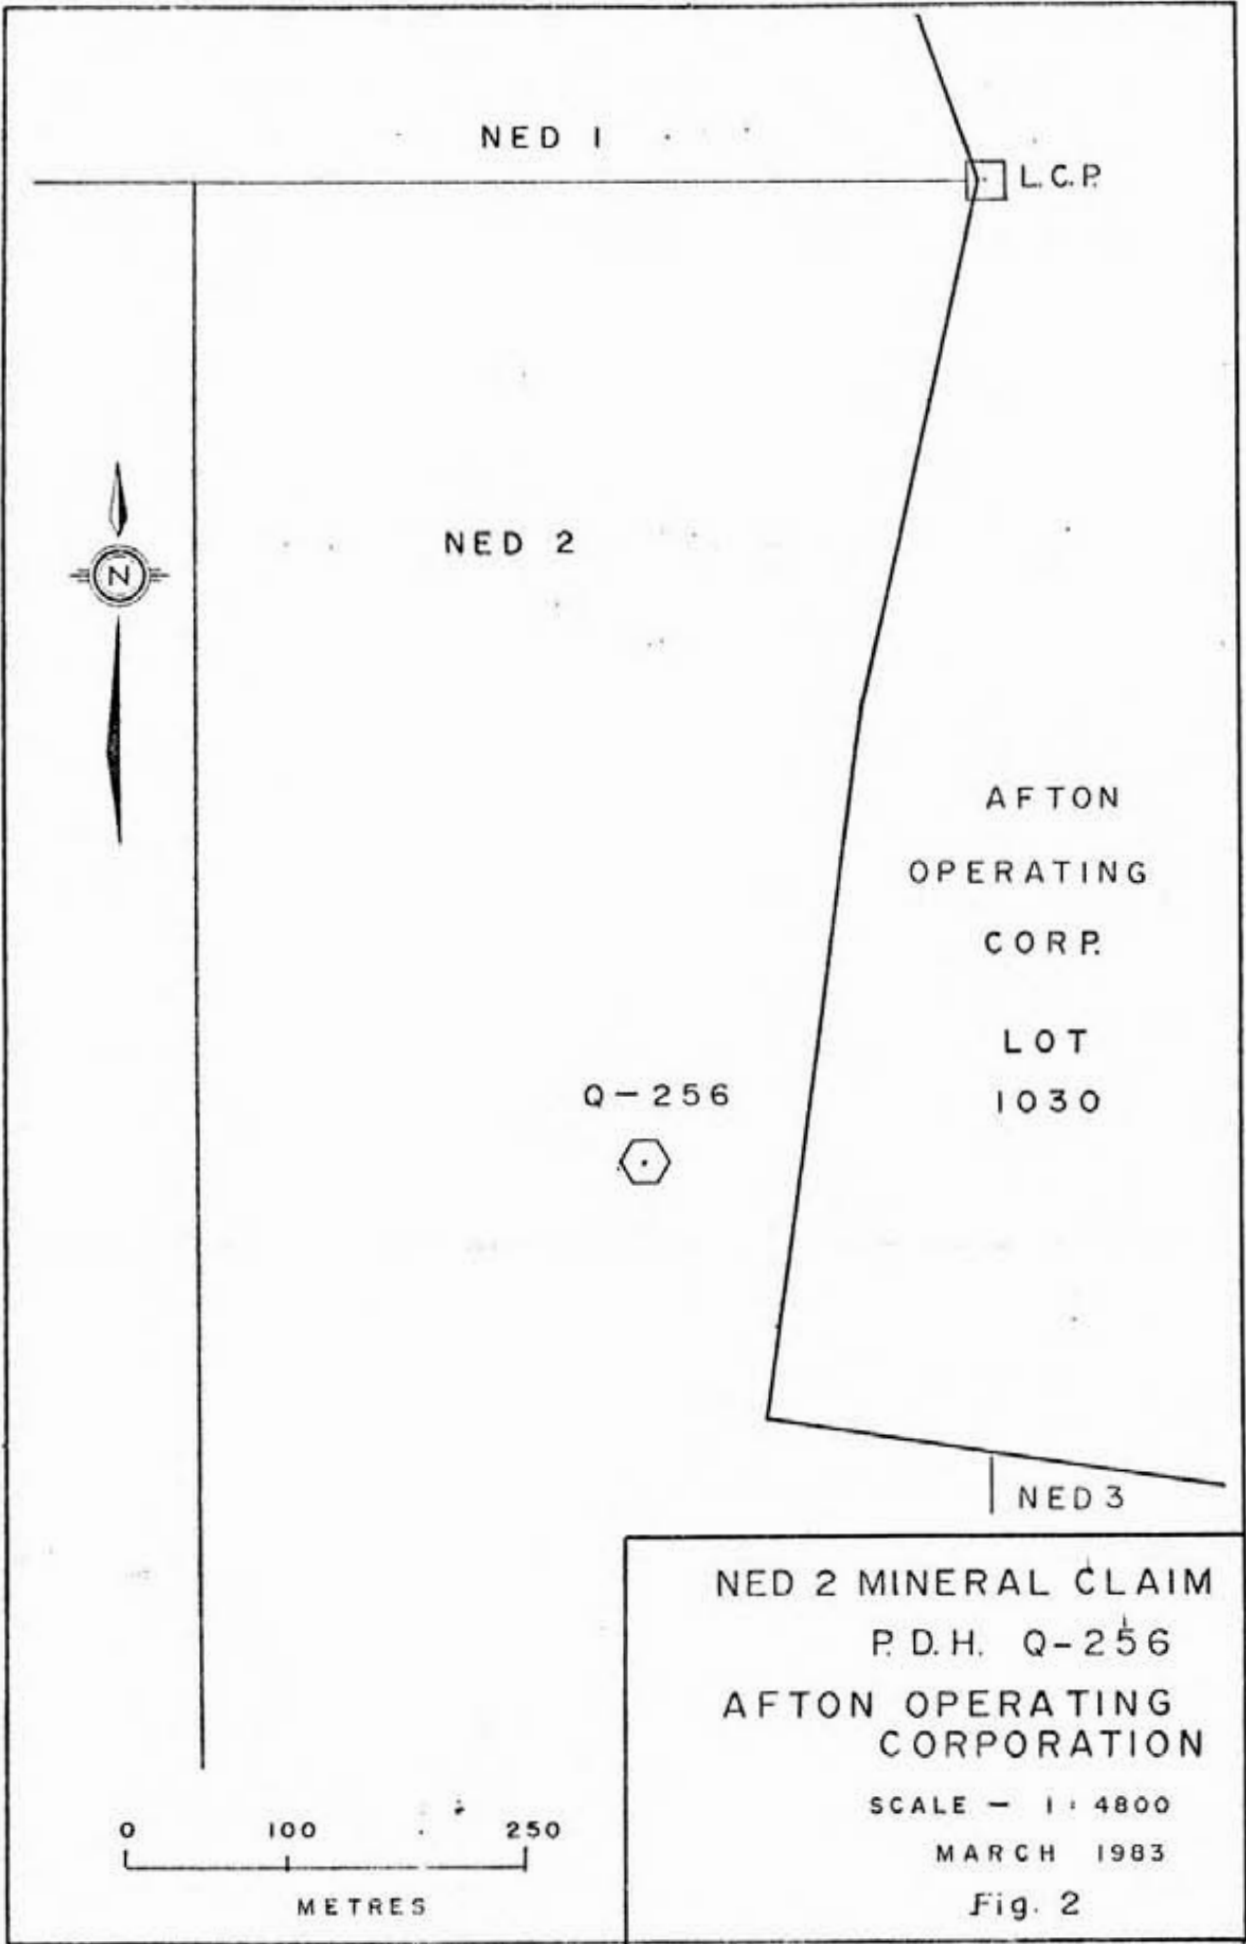 NED 1
L.C.P.
N
NED 2
AFTON
OPERATING
CORP.
LOT
1030
Q-256
NED 3
NED 2 MINERAL CLAIM
P.D.H. Q-256
AFTON OPERATING
CORPORATION
SCALE - 1:4800
MARCH 1983
Fig. 2
0 100 250
METRES